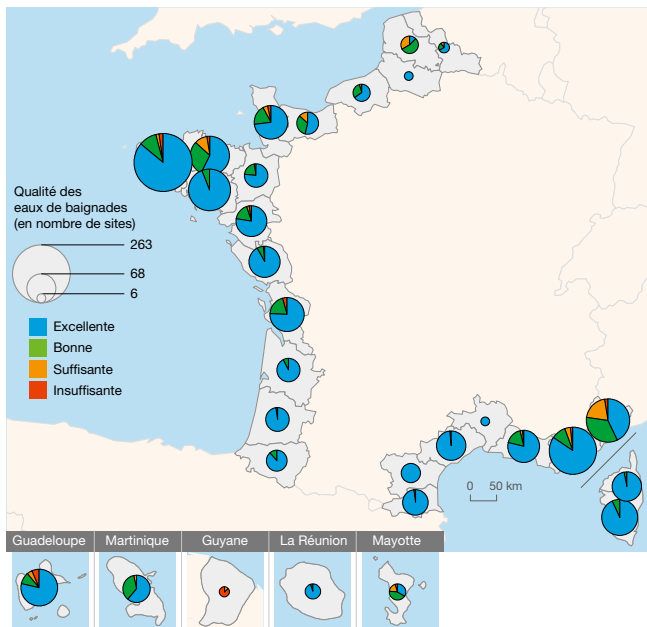 Qualité des
eaux de baignades
(en nombre de sites)
263
68
6
Excellente
Bonne
Suffisante
Insuffisante
0 50 km
Guadeloupe Martinique Guyane La Réunion Mayotte